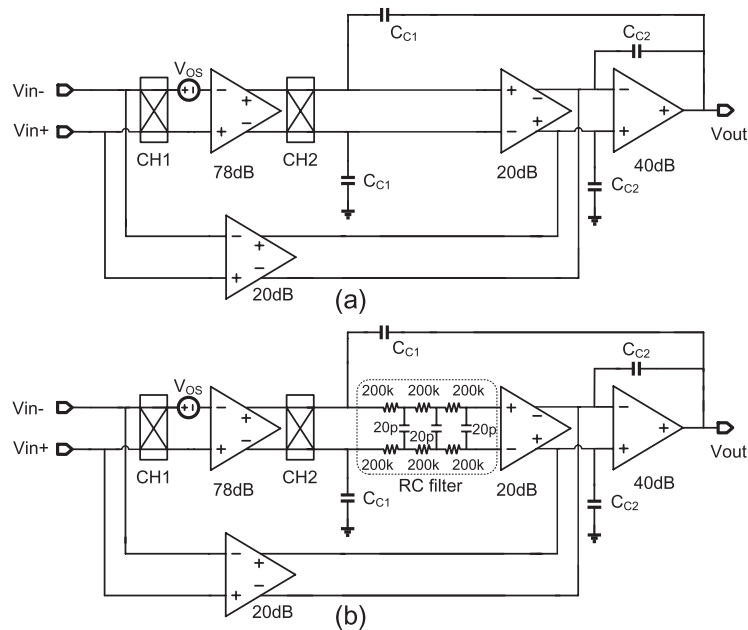 C_C1
V_OS
C_C2
Vin-
Vin+
CH1
CH2
78dB
C_C1
20dB
40dB
Vout
C_C2
20dB
(a)
C_C1
V_OS
200k 200k 200k
C_C2
Vin-
20p 20p 20p
Vin+
200k 200k 200k
CH1
CH2
78dB
RC filter
20dB
40dB
Vout
C_C1
C_C2
20dB
(b)